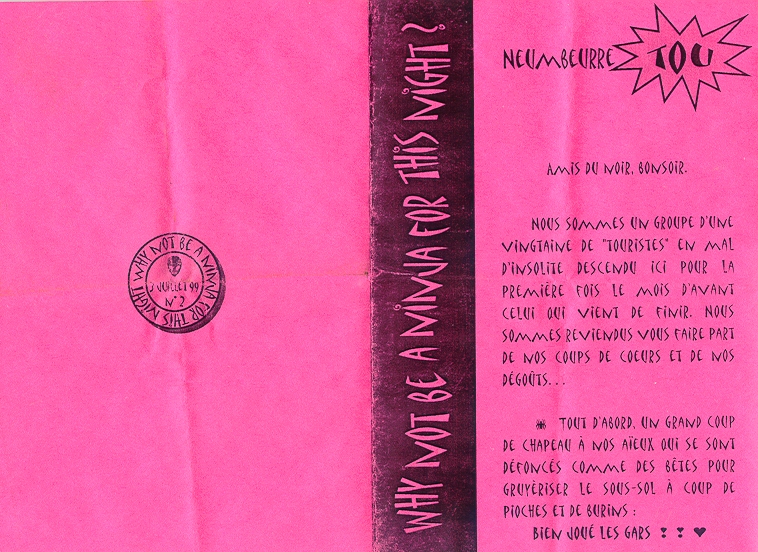 WHY NOT BE A NINJA FOR THIS NIGHT
JUILLET 99
N°2
WHY NOT BE A NINJA FOR THIS NIGHT ?
NEUMBEURRE TOU
AMIS DU NOIR, BONSOIR.
NOUS SOMMES UN GROUPE D'UNE
VINGTAINE DE "TOURISTES" EN MAL
D'INSOLITE DESCENDU ICI POUR LA
PREMIÈRE FOIS LE MOIS D'AVANT
CELUI QUI VIENT DE FINIR. NOUS
SOMMES REVIENDUS VOUS FAIRE PART
DE NOS COUPS DE COEURS ET DE NOS
DÉGOÛTS...
TOUT D'ABORD, UN GRAND COUP
DE CHAPEAU À NOS AÏEUX QUI SE SONT
DÉFONCÉS COMME DES BÊTES POUR
GRUYÈRISER LE SOUS-SOL À COUP DE
PIOCHES ET DE BURINS :
BIEN JOUÉ LES GARS ❣ ❣ ♥